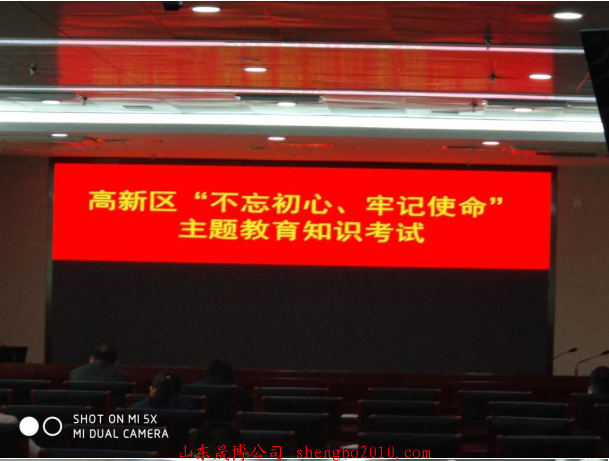 高新区“不忘初心、牢记使命”
主题教育知识考试
SHOT ON MI 5X
MI DUAL CAMERA
山东晟博公司 shengbo2010.com